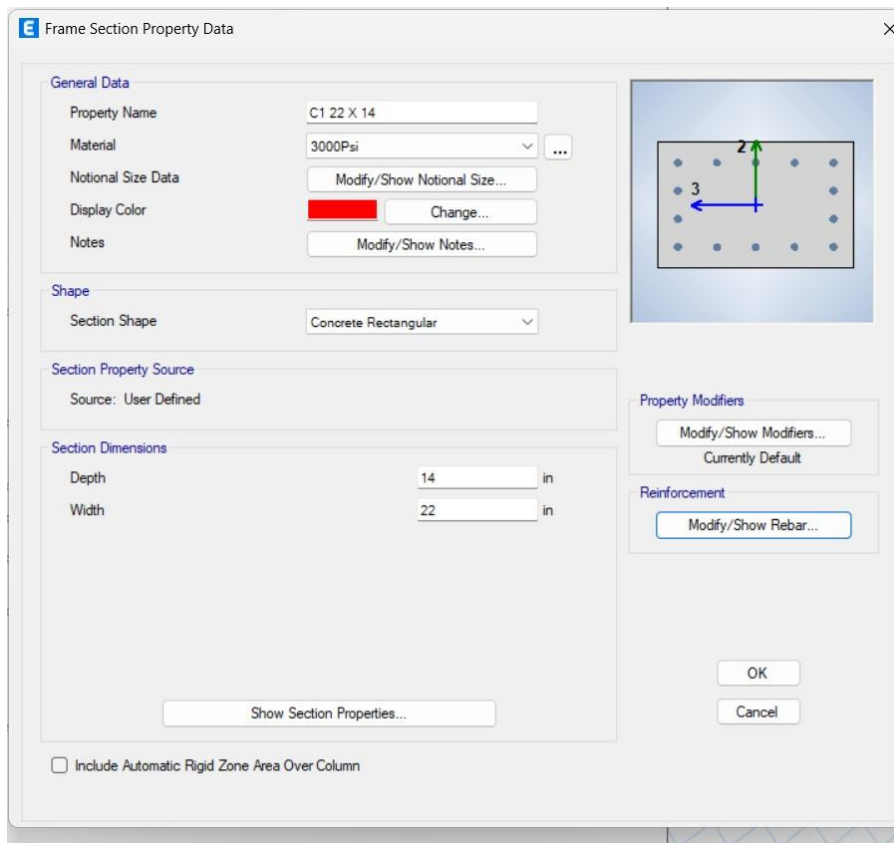 E Frame Section Property Data
General Data
Property Name C1 22 X 14
Material 3000Psi ...
Notional Size Data Modify/Show Notional Size...
Display Color Change...
Notes Modify/Show Notes...
2
3
Shape
Section Shape Concrete Rectangular
Section Property Source
Source: User Defined
Property Modifiers
Modify/Show Modifiers...
Currently Default
Section Dimensions
Depth 14 in
Width 22 in
Reinforcement
Modify/Show Rebar...
OK
Cancel
Show Section Properties...
Include Automatic Rigid Zone Area Over Column